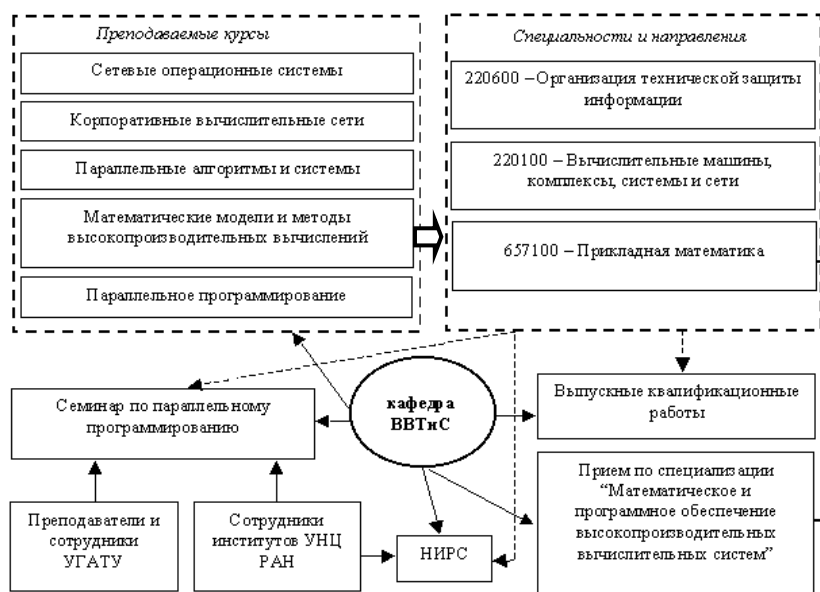 Преподаваемые курсы
Сетевые операционные системы
Корпоративные вычислительные сети
Параллельные алгоритмы и системы
Математические модели и методы
высокопроизводительных вычислений
Параллельное программирование
Специальности и направления
220600 – Организация технической защиты
информации
220100 – Вычислительные машины,
комплексы, системы и сети
657100 – Прикладная математика
Семинар по параллельному
программированию
кафедра
ВВТиС
Выпускные квалификационные
работы
Преподаватели и
сотрудники
УГАТУ
Сотрудники
институтов УНЦ
РАН
НИРС
Прием по специализации
“Математическое и
программное обеспечение
высокопроизводительных
вычислительных систем”